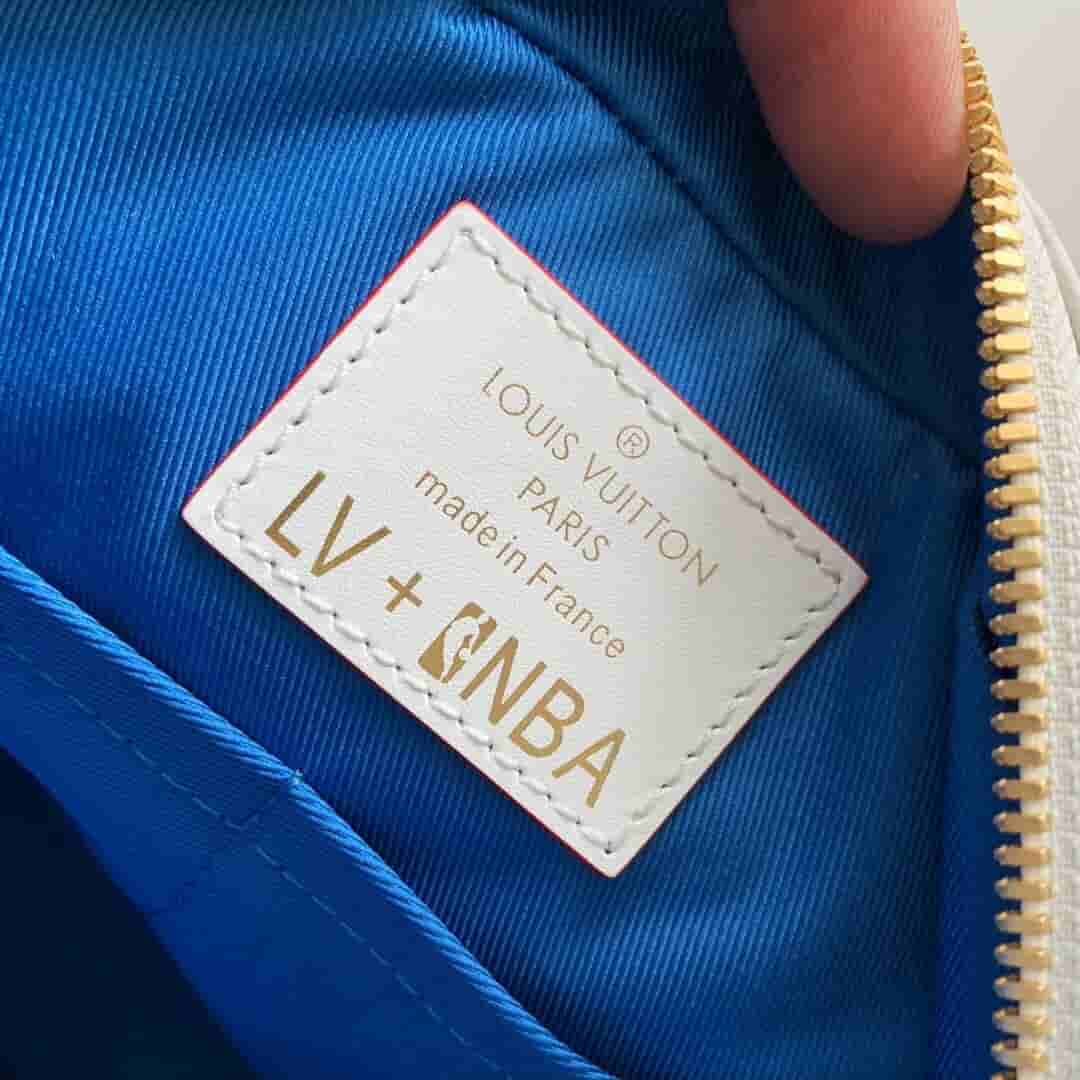 ®
LOUIS VUITTON
PARIS
made in France
LV + NBA